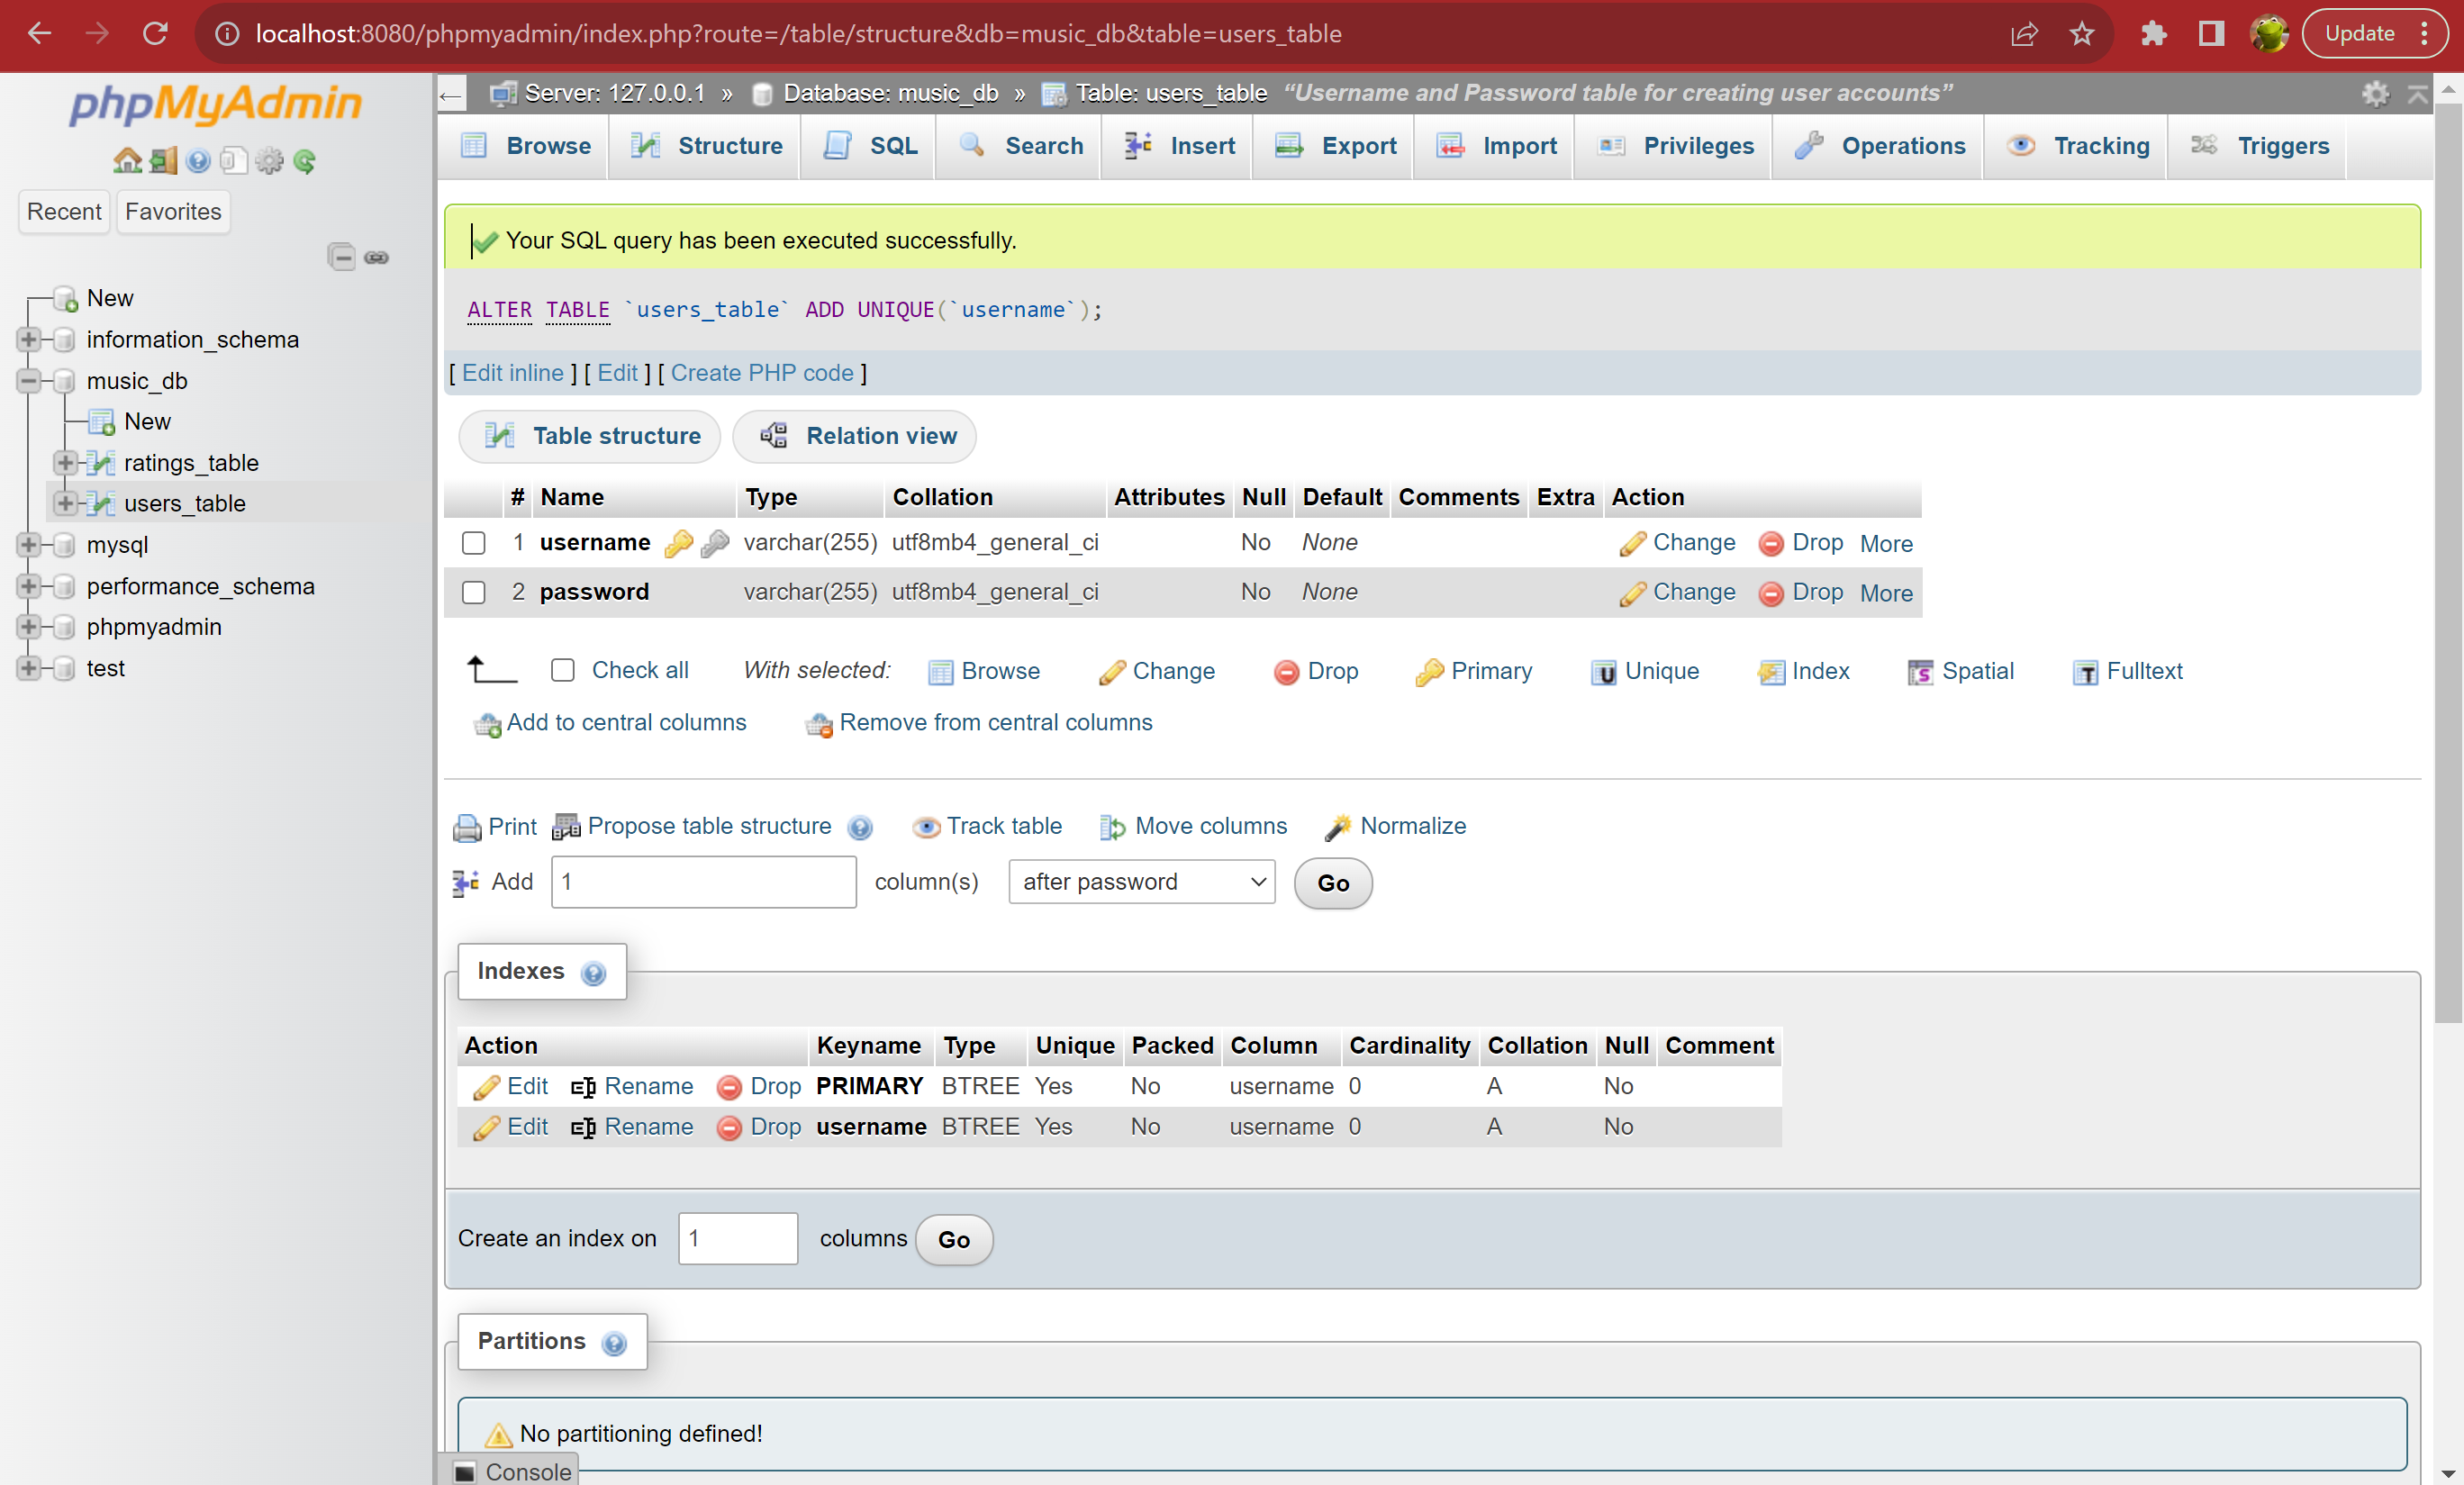 localhost:8080/phpmyadmin/index.php?route=/table/structure&db=music_db&table=users_table
Update
phpMyAdmin
Recent Favorites
New
information_schema
music_db
New
ratings_table
users_table
mysql
performance_schema
phpmyadmin
test
Server: 127.0.0.1 » Database: music_db » Table: users_table “Username and Password table for creating user accounts”
Browse Structure SQL Search Insert Export Import Privileges Operations Tracking Triggers
Your SQL query has been executed successfully.
ALTER TABLE `users_table` ADD UNIQUE(`username`);
[ Edit inline ] [ Edit ] [ Create PHP code ]
Table structure Relation view
# Name Type Collation Attributes Null Default Comments Extra Action
1 username varchar(255) utf8mb4_general_ci No None Change Drop More
2 password varchar(255) utf8mb4_general_ci No None Change Drop More
Check all With selected: Browse Change Drop Primary Unique Index Spatial Fulltext
Add to central columns Remove from central columns
Print Propose table structure Track table Move columns Normalize
Add 1 column(s) after password Go
Indexes
Action Keyname Type Unique Packed Column Cardinality Collation Null Comment
Edit Rename Drop PRIMARY BTREE Yes No username 0 A No
Edit Rename Drop username BTREE Yes No username 0 A No
Create an index on 1 columns Go
Partitions
No partitioning defined!
Console